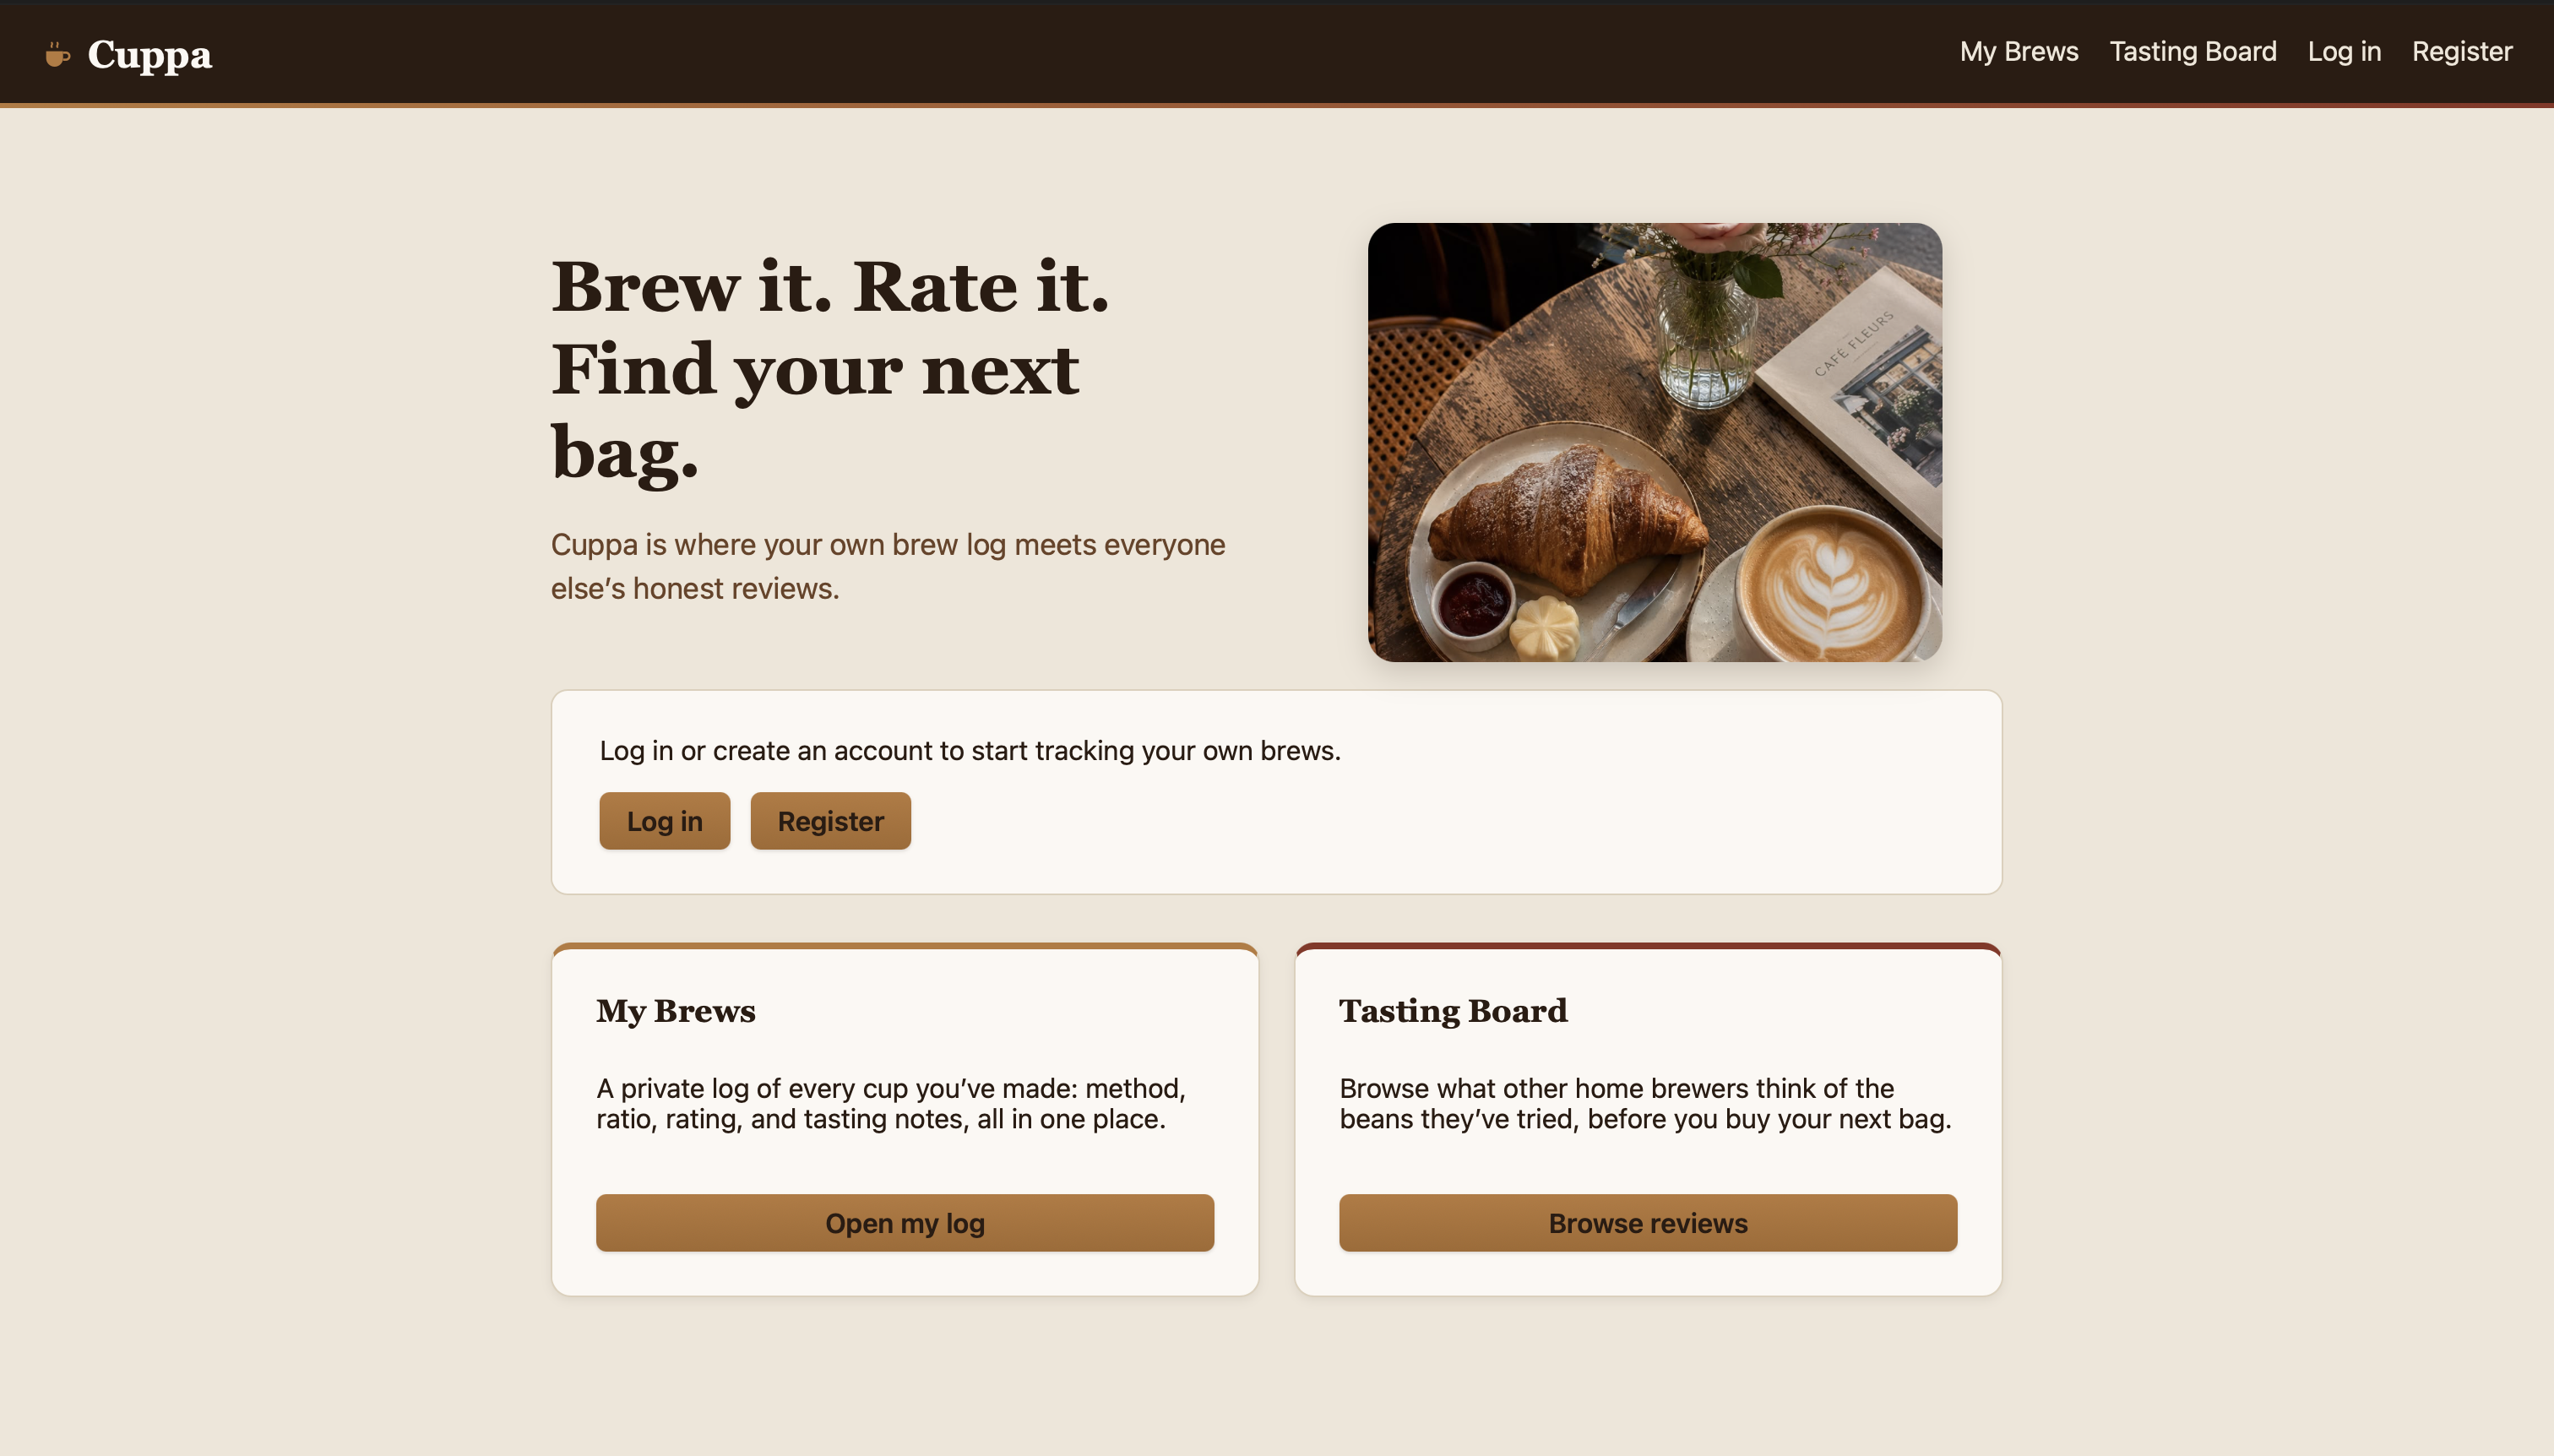 Cuppa
My Brews
Tasting Board
Log in
Register
Brew it. Rate it.
Find your next
bag.
Cuppa is where your own brew log meets everyone
else’s honest reviews.
CAFÉ FLEURS
Log in or create an account to start tracking your own brews.
Log in
Register
My Brews
A private log of every cup you’ve made: method,
ratio, rating, and tasting notes, all in one place.
Open my log
Tasting Board
Browse what other home brewers think of the
beans they’ve tried, before you buy your next bag.
Browse reviews